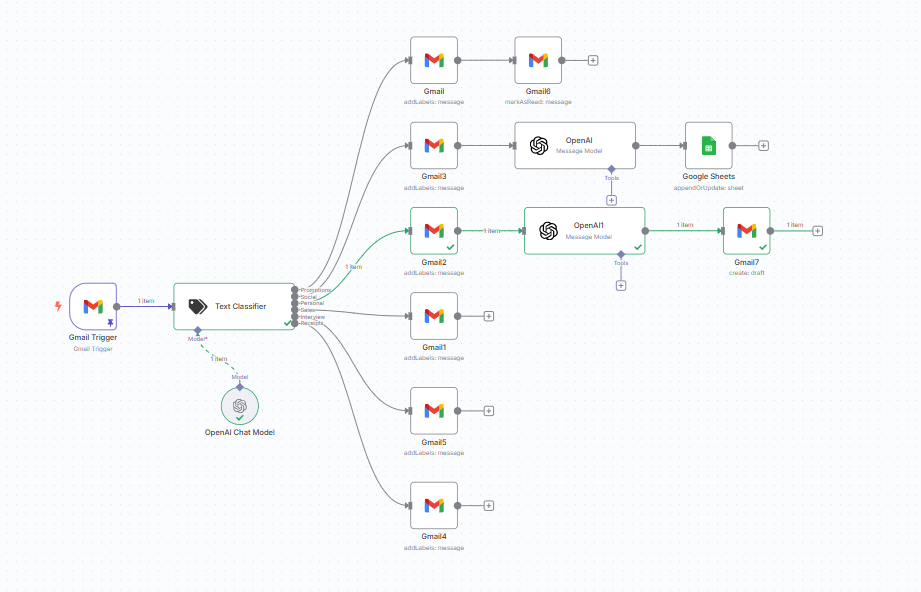 Gmail
addLabels: message
Gmail6
markAsRead: message
Gmail3
addLabels: message
OpenAI
Message Model
Tools
Google Sheets
appendOrUpdate: sheet
Gmail2
addLabels: message
1 item
OpenAI1
Message Model
Tools
1 item
Gmail7
create: draft
1 item
1 item
Gmail Trigger
Gmail Trigger
1 item
Text Classifier
Promotions
Social
Personal
Sales
Interview
Receipts
Model*
1 item
Model
OpenAI Chat Model
Gmail1
addLabels: message
Gmail5
addLabels: message
Gmail4
addLabels: message